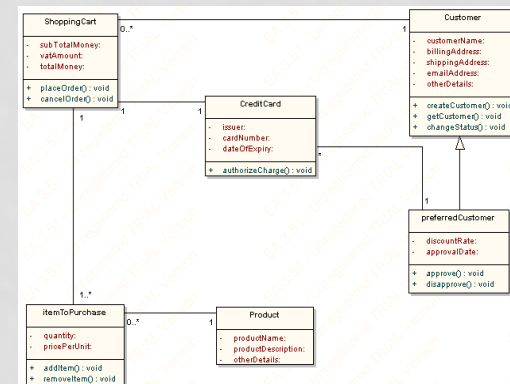 ShoppingCart
- subTotalMoney:
- vatAmount:
- totalMoney:
+ placeOrder() : void
+ cancelOrder() : void
0..*
1
Customer
- customerName:
- billingAddress:
- shippingAddress:
- emailAddress:
- otherDetails:
+ createCustomer() : void
+ getCustomer() : void
+ changeStatus() : void
1
1
1
CreditCard
- issuer:
- cardNumber:
- dateOfExpiry:
+ authorizeCharge() : void
*
1
preferredCustomer
- discountRate:
- approvalDate:
+ approve() : void
+ disapprove() : void
1..*
itemToPurchase
- quantity:
- pricePerUnit:
+ addItem() : void
+ removeItem() : void
0..*
1
Product
- productName:
- productDescription:
- otherDetails: